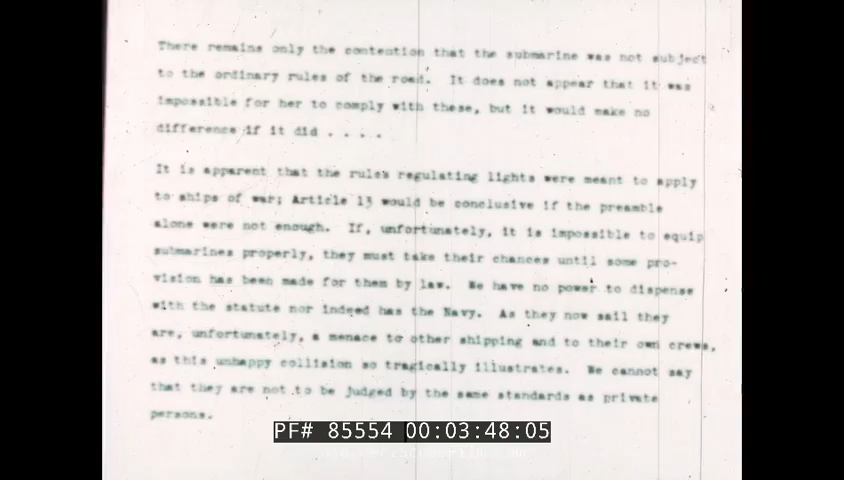 There remains only the contention that the submarine was not subject
to the ordinary rules of the road. It does not appear that it was
impossible for her to comply with these, but it would make no
difference if it did . . . .
It is apparent that the rules regulating lights were meant to apply
to ships of war; Article 13 would be conclusive if the preamble
alone were not enough. If, unfortunately, it is impossible to equip
submarines properly, they must take their chances until some pro-
vision has been made for them by law. We have no power to dispense
with the statute nor indeed has the Navy. As they now sail they
are, unfortunately, a menace to other shipping and to their own crews,
as this unhappy collision so tragically illustrates. We cannot say
that they are not to be judged by the same standards as private
persons.
PF# 85554 00:03:48:05